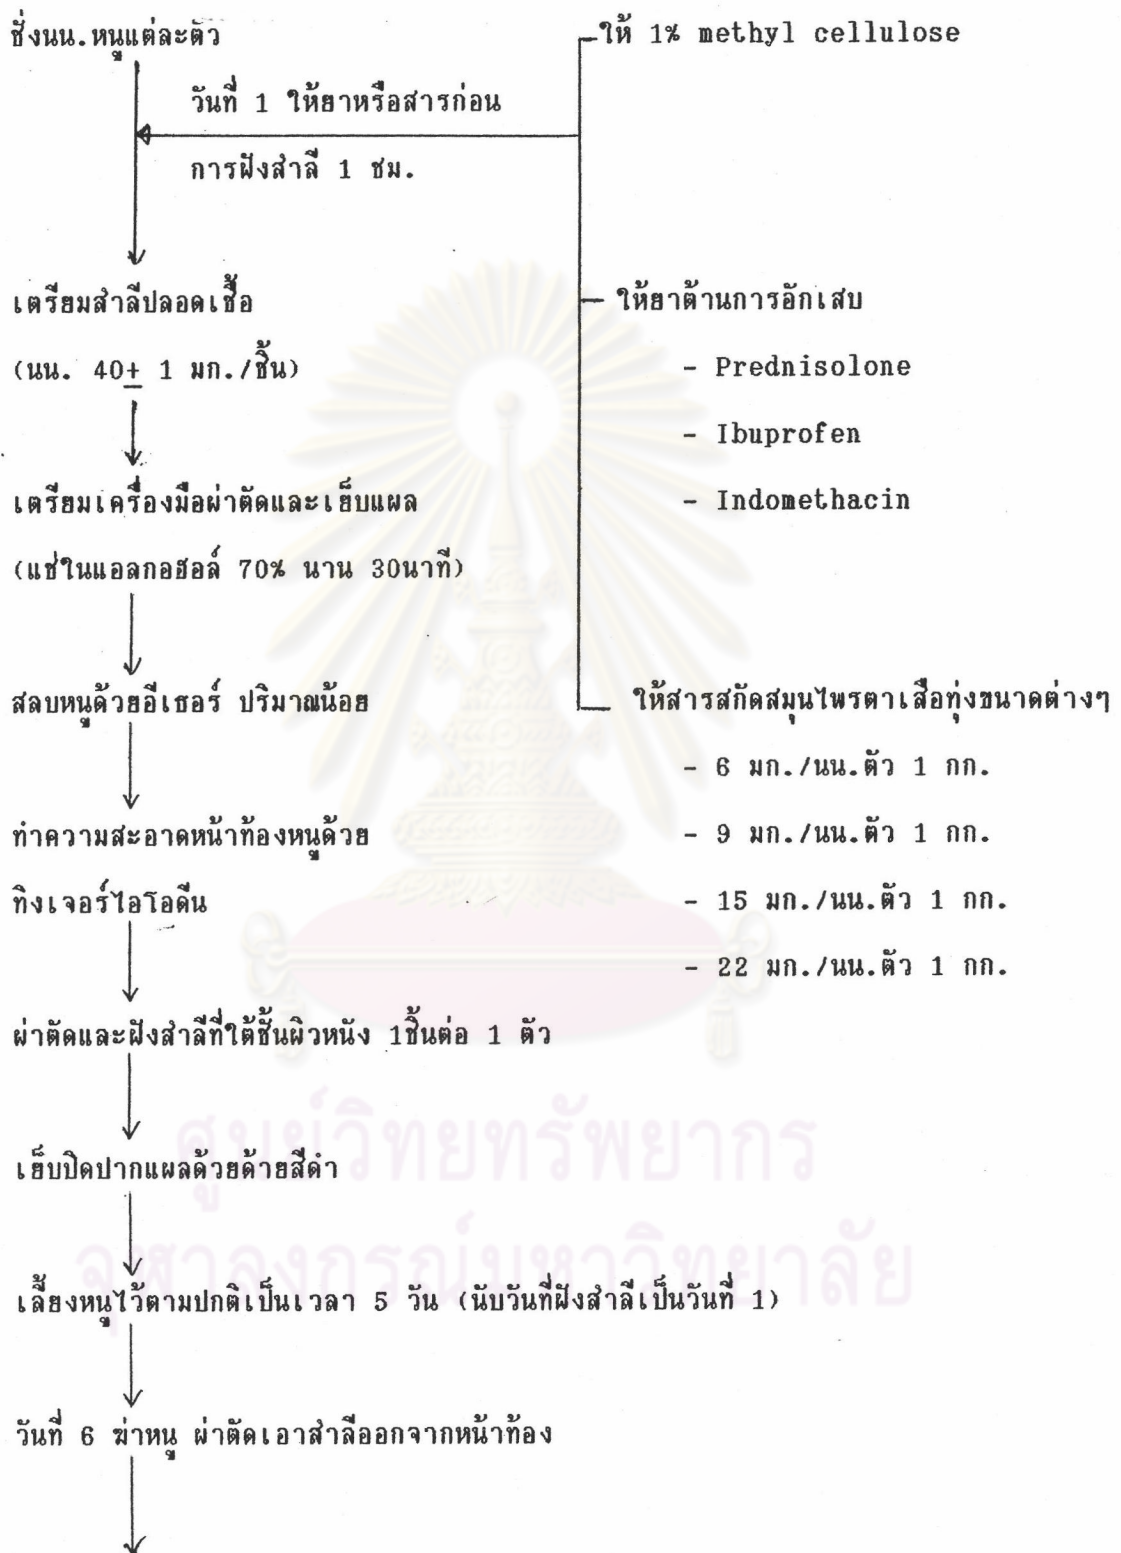 ชั่งนน.หนูแต่ละตัว
ให้ 1% methyl cellulose
วันที่ 1 ให้ยาหรือสารก่อน
การฝังสำลี 1 ชม.
เตรียมสำลีปลอดเชื้อ
(นน. 40± 1 มก./ชิ้น)
ให้ยาต้านการอักเสบ
- Prednisolone
- Ibuprofen
- Indomethacin
เตรียมเครื่องมือผ่าตัดและเย็บแผล
(แช่ในแอลกอฮอล์ 70% นาน 30นาที)
สลบหนูด้วยอีเธอร์ ปริมาณน้อย
ให้สารสกัดสมุนไพรตาเสือทุ่งขนาดต่างๆ
- 6 มก./นน.ตัว 1 กก.
- 9 มก./นน.ตัว 1 กก.
- 15 มก./นน.ตัว 1 กก.
- 22 มก./นน.ตัว 1 กก.
ทำความสะอาดหน้าท้องหนูด้วย
ทิงเจอร์ไอโอดีน
ผ่าตัดและฝังสำลีที่ใต้ชั้นผิวหนัง 1ชิ้นต่อ 1 ตัว
เย็บปิดปากแผลด้วยด้ายสีดำ
เลี้ยงหนูไว้ตามปกติเป็นเวลา 5 วัน (นับวันที่ฝังสำลีเป็นวันที่ 1)
วันที่ 6 ฆ่าหนู ผ่าตัดเอาสำลีออกจากหน้าท้อง
ศูนย์วิทยทรัพยากร
จุฬาลงกรณ์มหาวิทยาลัย